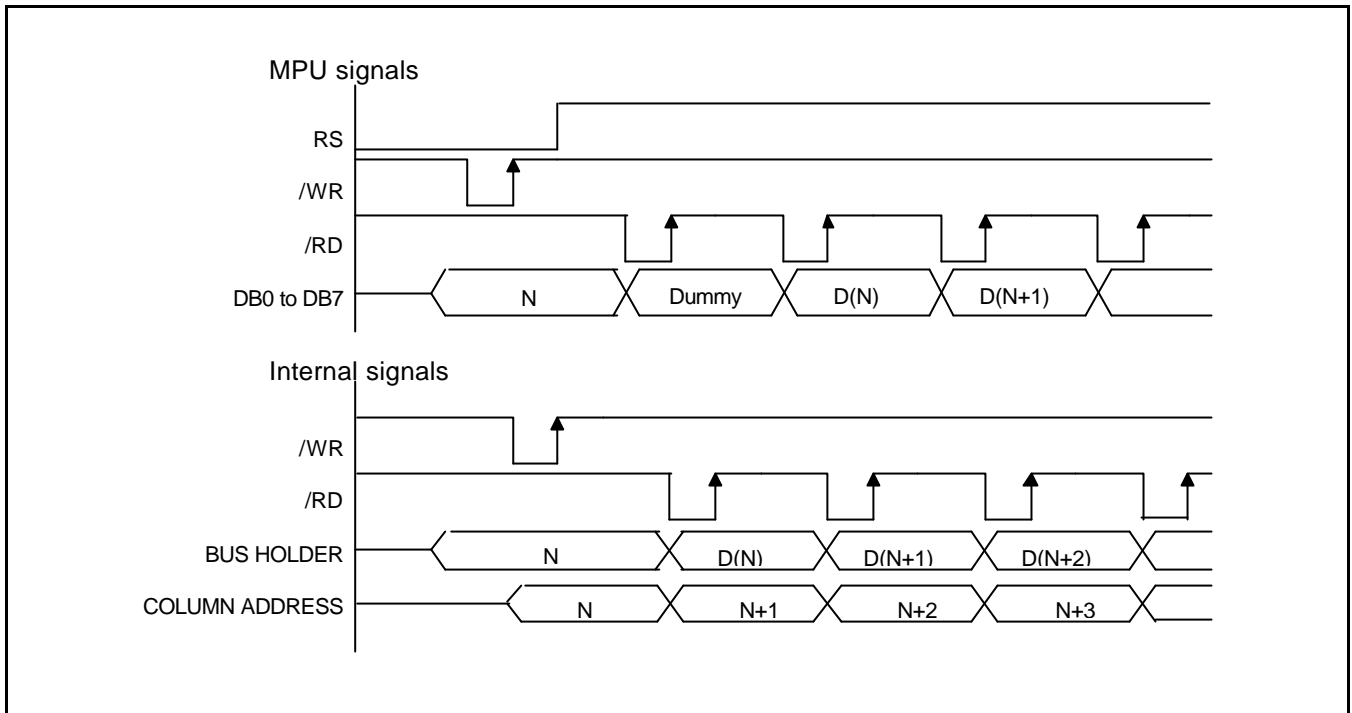 MPU signals
RS
/WR
/RD
DB0 to DB7 N Dummy D(N) D(N+1)
Internal signals
/WR
/RD
BUS HOLDER N D(N) D(N+1) D(N+2)
COLUMN ADDRESS N N+1 N+2 N+3